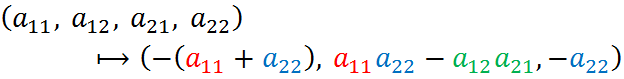 (a₁₁, a₁₂, a₂₁, a₂₂)
↦ (−(a₁₁ + a₂₂), a₁₁a₂₂ − a₁₂a₂₁, −a₂₂)